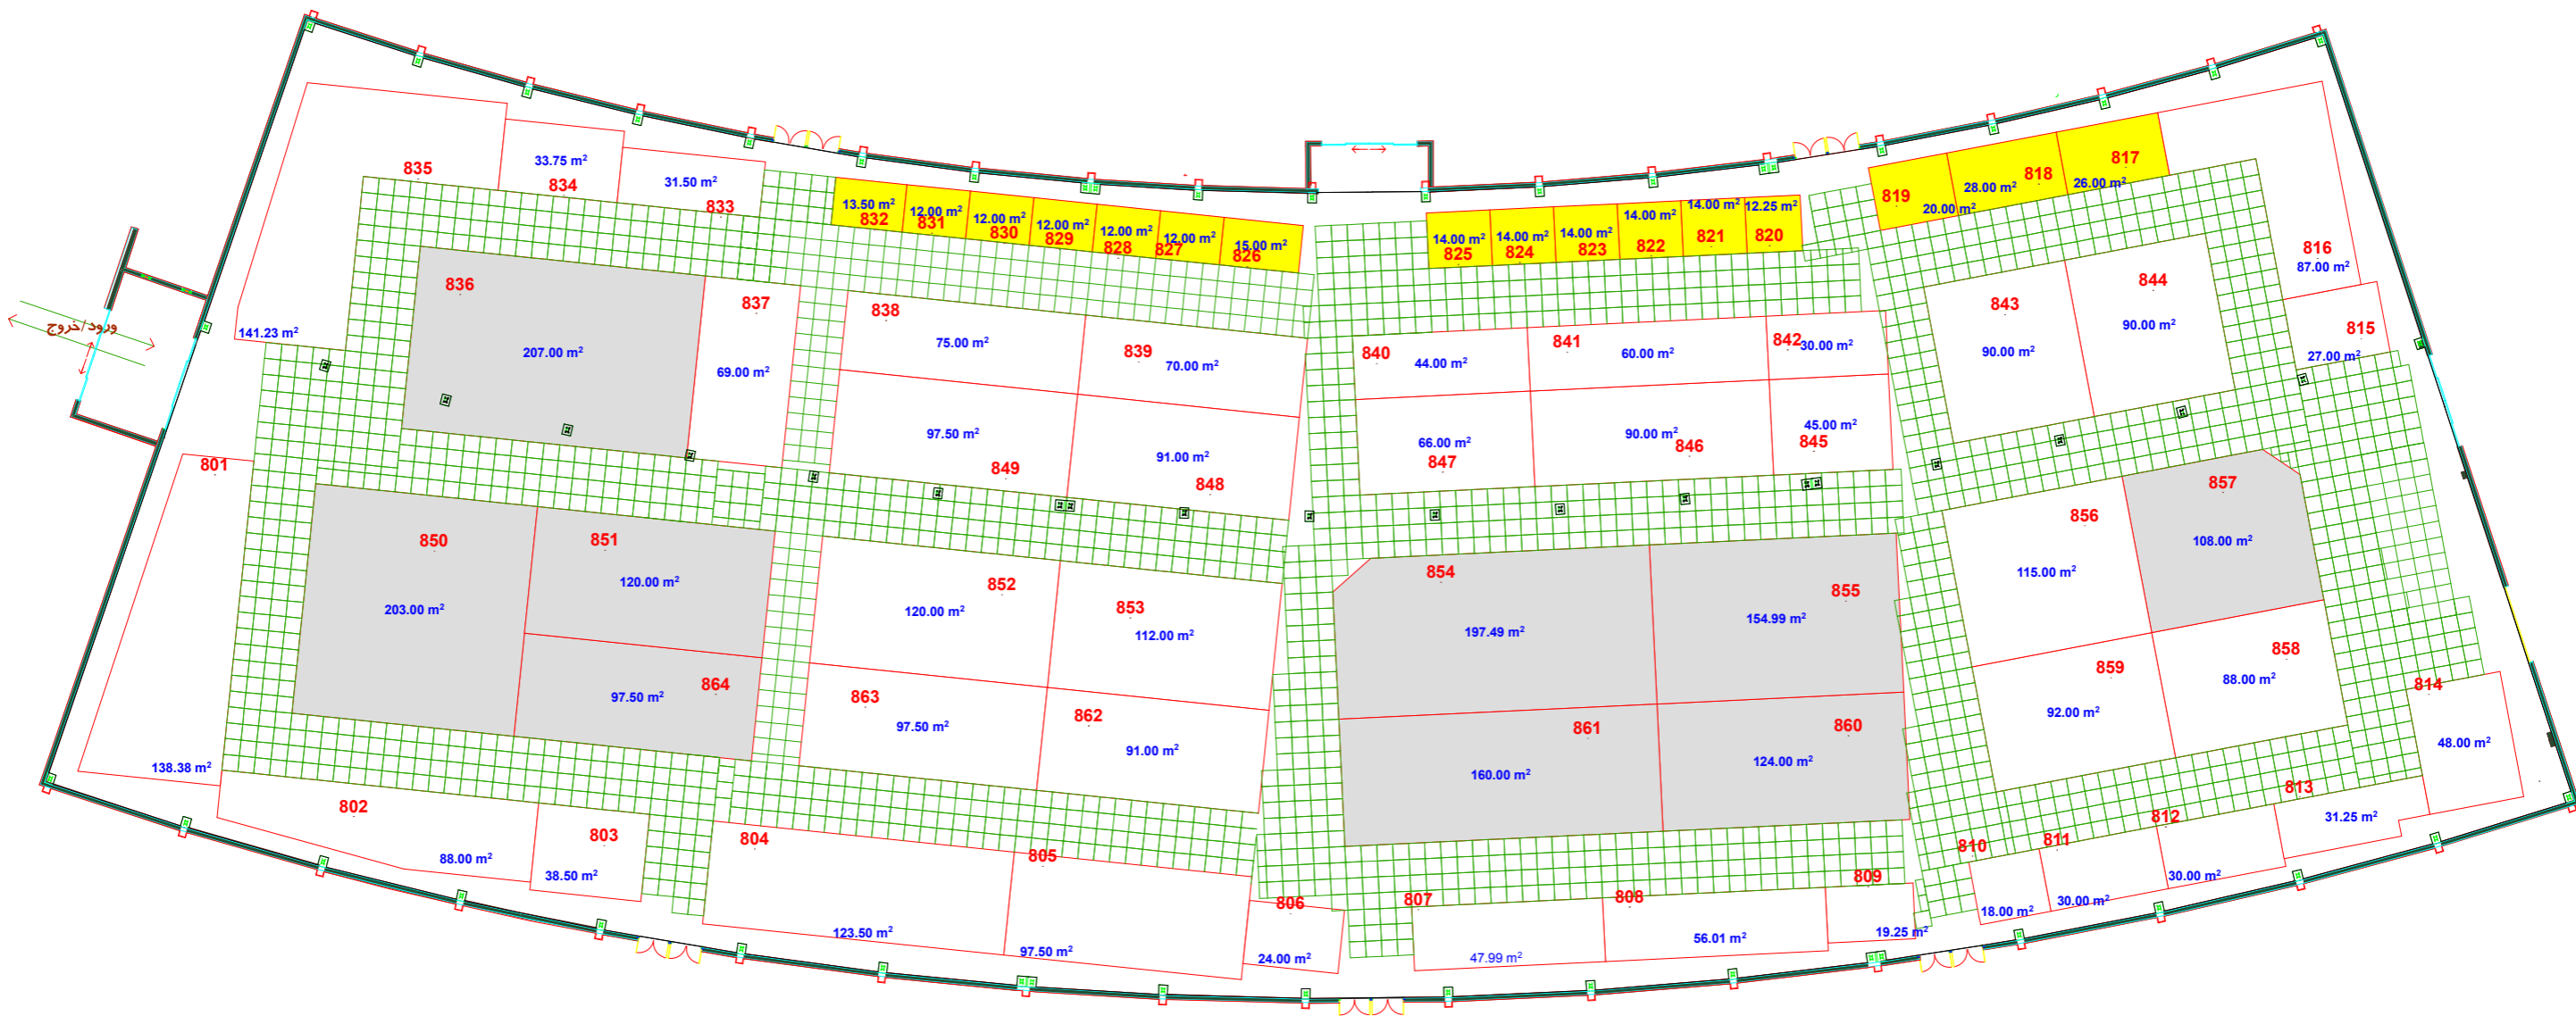 835
33.75 m²
834
31.50 m²
833
13.50 m²
832
12.00 m²
831
12.00 m²
830
12.00 m²
829
12.00 m²
828
12.00 m²
827
15.00 m²
826
14.00 m²
825
14.00 m²
824
14.00 m²
823
14.00 m²
822
14.00 m²
821
12.25 m²
820
819
20.00 m²
28.00 m²
818
817
26.00 m²
816
87.00 m²
815
27.00 m²
ورود/خروج
141.23 m²
836
207.00 m²
837
69.00 m²
838
75.00 m²
839
70.00 m²
840
44.00 m²
841
60.00 m²
842
30.00 m²
843
90.00 m²
844
90.00 m²
801
138.38 m²
97.50 m²
849
91.00 m²
848
66.00 m²
847
90.00 m²
846
45.00 m²
845
850
203.00 m²
851
120.00 m²
852
120.00 m²
853
112.00 m²
854
197.49 m²
855
154.99 m²
856
115.00 m²
857
108.00 m²
864
97.50 m²
863
97.50 m²
862
91.00 m²
861
160.00 m²
860
124.00 m²
859
92.00 m²
858
88.00 m²
814
48.00 m²
802
88.00 m²
803
38.50 m²
804
123.50 m²
805
97.50 m²
806
24.00 m²
807
47.99 m²
808
56.01 m²
809
19.25 m²
810
18.00 m²
811
30.00 m²
812
30.00 m²
813
31.25 m²